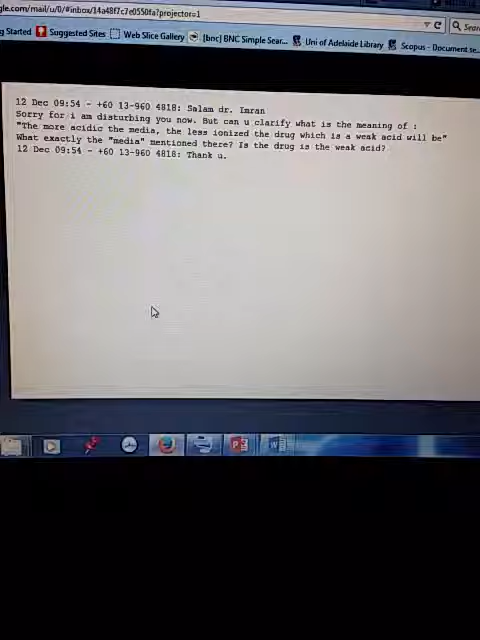 gle.com/mail/u/0/#inbox/14a48f7c7e0550fa?projector=1
g Started Suggested Sites Web Slice Gallery [bnc] BNC Simple Sear... Uni of Adelaide Library Scopus - Document se...
12 Dec 09:54 - +60 13-960 4818: Salam dr. Imran
Sorry for i am disturbing you now. But can u clarify what is the meaning of :
"The more acidic the media, the less ionized the drug which is a weak acid will be"
What exactly the "media" mentioned there? Is the drug is the weak acid?
12 Dec 09:54 - +60 13-960 4818: Thank u.